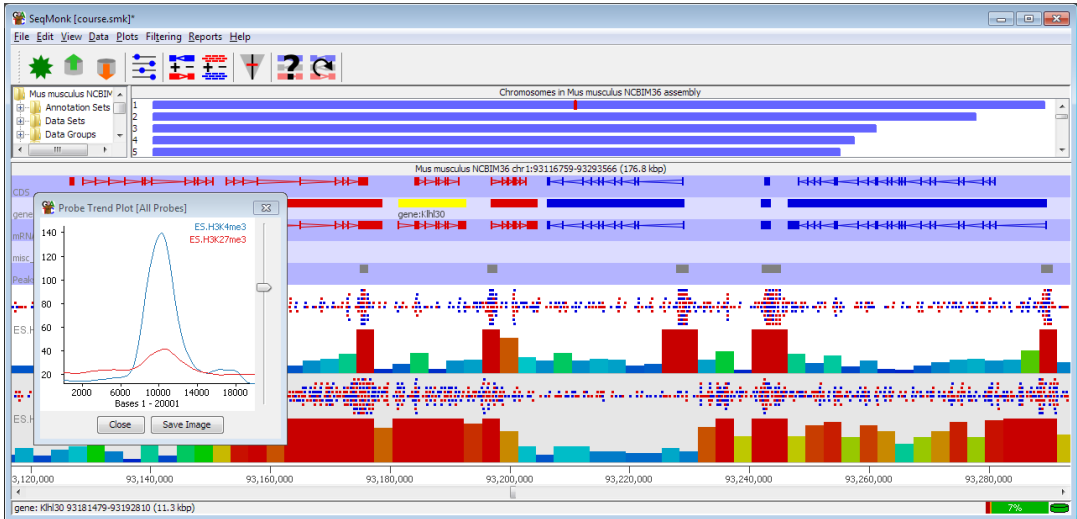 SeqMonk [course.smk]*
File Edit View Data Plots Filtering Reports Help
Mus musculus NCBIM
Annotation Sets
Data Sets
Data Groups
Chromosomes in Mus musculus NCBIM36 assembly
1
2
3
4
5
Mus musculus NCBIM36 chr1:93116759-93293566 (176.8 kbp)
CDS
gene
gene:Klhl30
mRNA
misc_
Peaks
ES.H
ES.H
Probe Trend Plot [All Probes]
ES.H3K4me3
ES.H3K27me3
140
120
100
80
60
40
20
2000 6000 10000 14000 18000
Bases 1 - 20001
Close Save Image
3,120,000 93,140,000 93,160,000 93,180,000 93,200,000 93,220,000 93,240,000 93,260,000 93,280,000
gene: Klhl30 93181479-93192810 (11.3 kbp)
7%